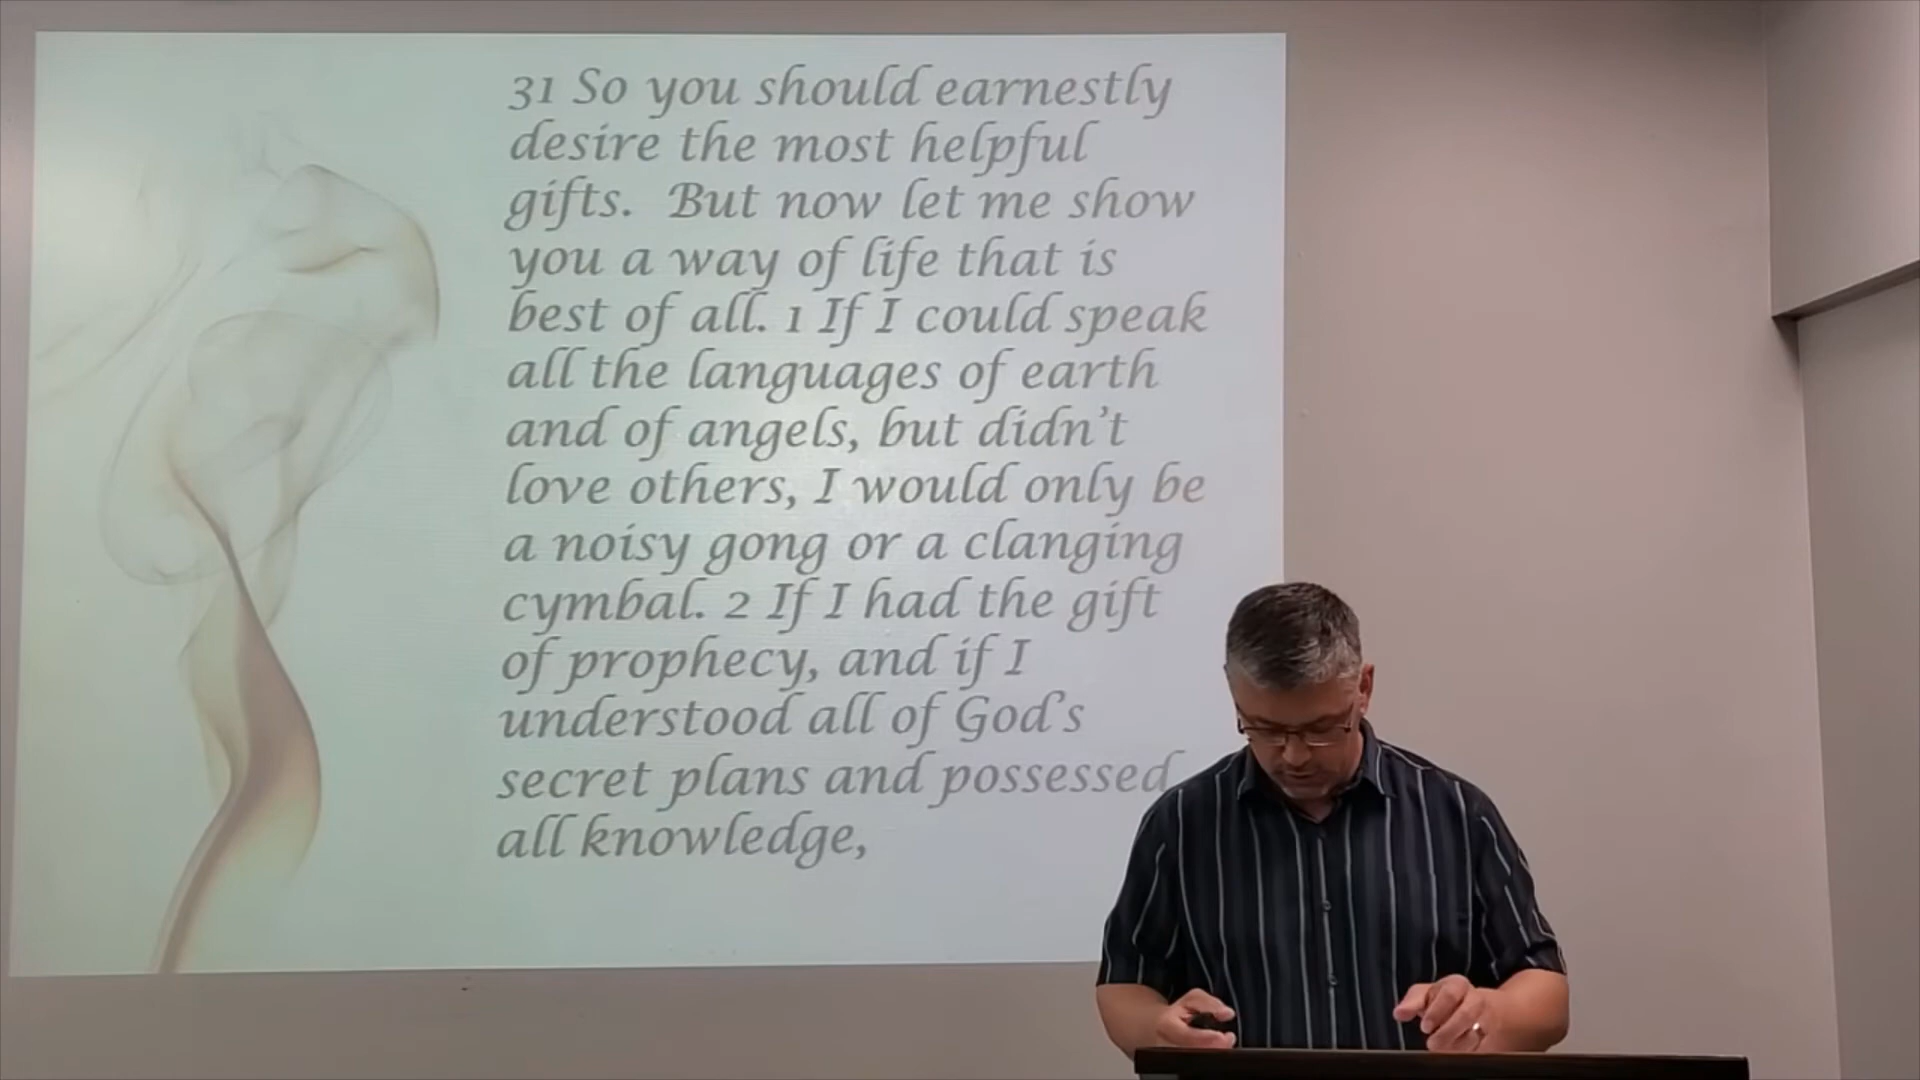 31 So you should earnestly
desire the most helpful
gifts.  But now let me show
you a way of life that is
best of all. 1 If I could speak
all the languages of earth
and of angels, but didn't
love others, I would only be
a noisy gong or a clanging
cymbal. 2 If I had the gift
of prophecy, and if I
understood all of God's
secret plans and possessed
all knowledge,